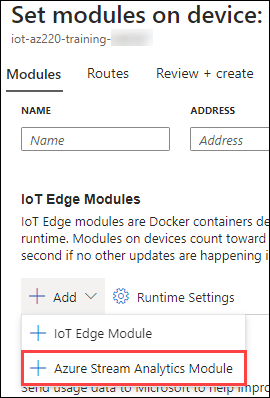 Set modules on device:
iot-az220-training-
Modules Routes Review + create
NAME ADDRESS
Name Address
IoT Edge Modules
IoT Edge modules are Docker containers de
runtime. Modules on devices count toward
second if no other updates are happening i
Add Runtime Settings
IoT Edge Module
Azure Stream Analytics Module
Send usage data to Microsoft to help improv